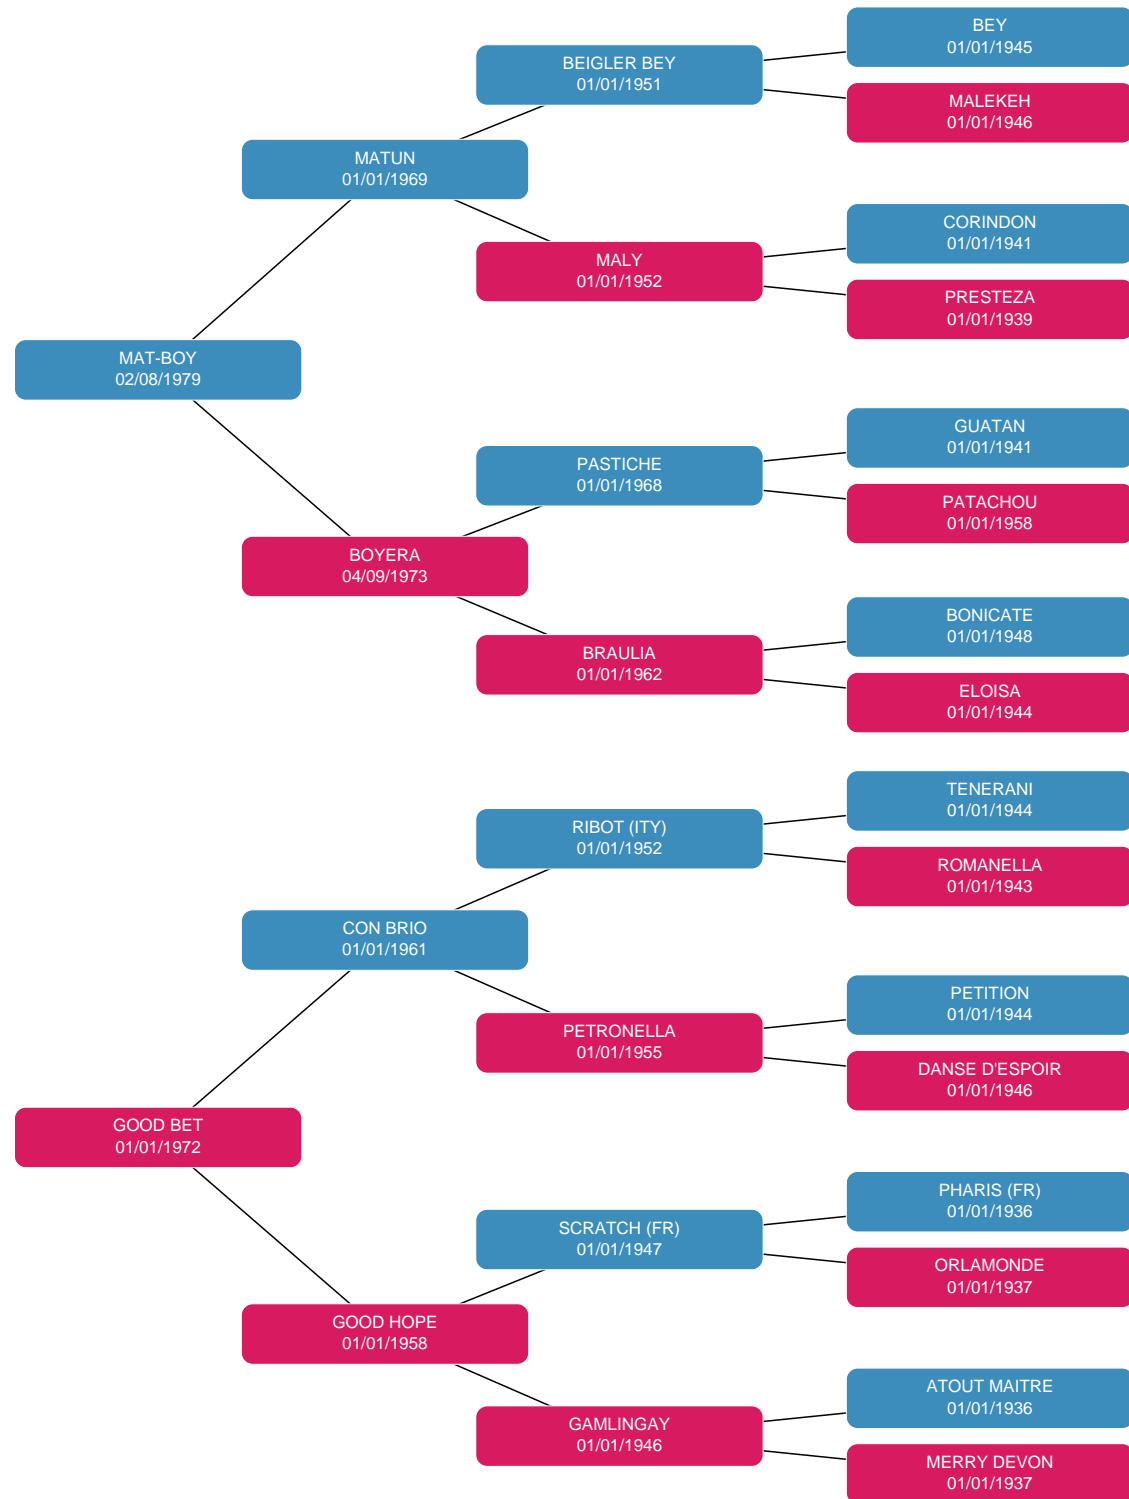 BEY
01/01/1945
BEIGLER BEY
01/01/1951
MALEKEH
01/01/1946
MATUN
01/01/1969
CORINDON
01/01/1941
MALY
01/01/1952
PRESTEZA
01/01/1939
MAT-BOY
02/08/1979
GUATAN
01/01/1941
PASTICHE
01/01/1968
PATACHOU
01/01/1958
BOYERA
04/09/1973
BONICATE
01/01/1948
BRAULIA
01/01/1962
ELOISA
01/01/1944
TENERANI
01/01/1944
RIBOT (ITY)
01/01/1952
ROMANELLA
01/01/1943
CON BRIO
01/01/1961
PETITION
01/01/1944
PETRONELLA
01/01/1955
DANSE D'ESPOIR
01/01/1946
GOOD BET
01/01/1972
PHARIS (FR)
01/01/1936
SCRATCH (FR)
01/01/1947
ORLAMONDE
01/01/1937
GOOD HOPE
01/01/1958
ATOUT MAITRE
01/01/1936
GAMLINGAY
01/01/1946
MERRY DEVON
01/01/1937